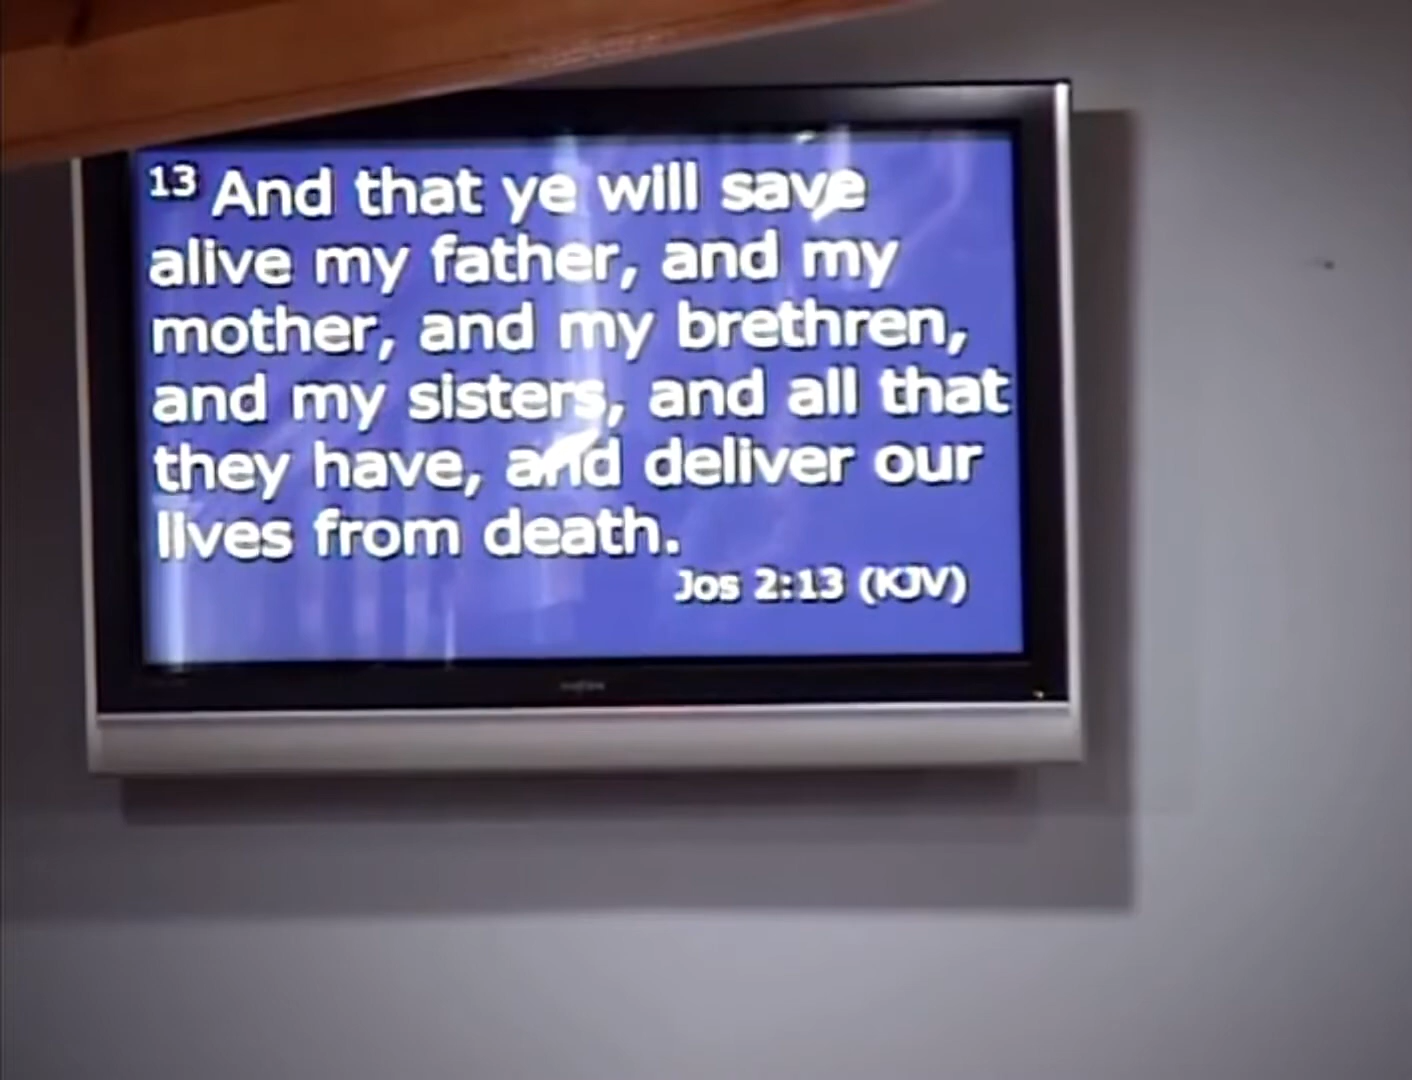 13 And that ye will save
alive my father, and my
mother, and my brethren,
and my sisters, and all that
they have, and deliver our
lives from death.
Jos 2:13 (KJV)